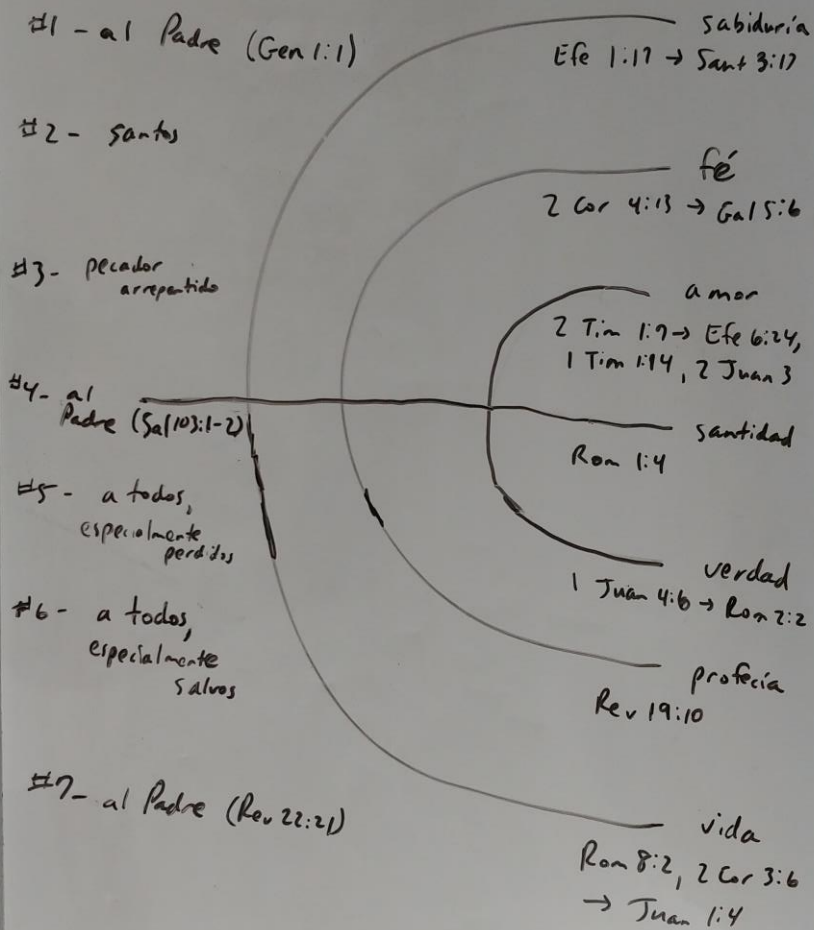 #1 - al Padre (Gen 1:1)
sabiduría
Efe 1:17 → Sant 3:17
#2 - santos
fé
2 Cor 4:13 → Gal 5:6
#3 - pecador
arrepentido
amor
2 Tim 1:7 → Efe 6:24,
1 Tim 1:14, 2 Juan 3
#4 - al
Padre (Sal 103:1-2)
santidad
Rom 1:4
#5 - a todos,
especialmente
perdidos
verdad
1 Juan 4:6 → Rom 2:2
#6 - a todos,
especialmente
salvos
profecía
Rev 19:10
#7 - al Padre (Rev 22:21)
vida
Rom 8:2, 2 Cor 3:6
→ Juan 1:4